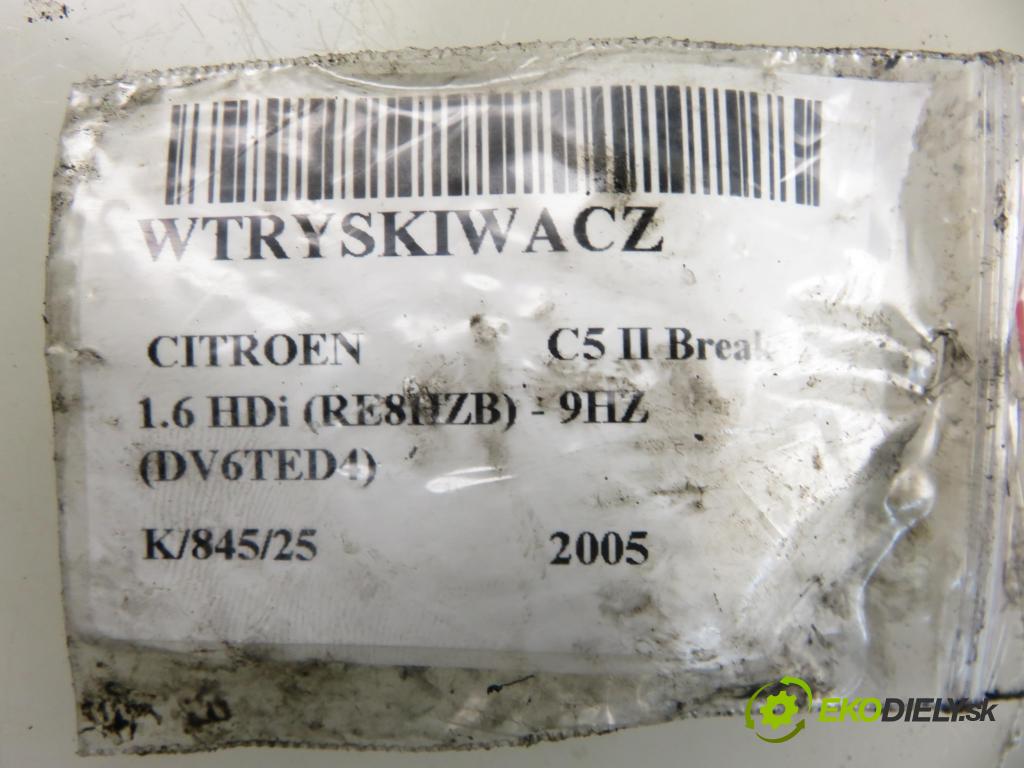 WTRYSKIWACZ
CITROEN C5 II Break
1.6 HDi (RE8HZB) - 9HZ
(DV6TED4)
K/845/25 2005
EKODIELY.sk